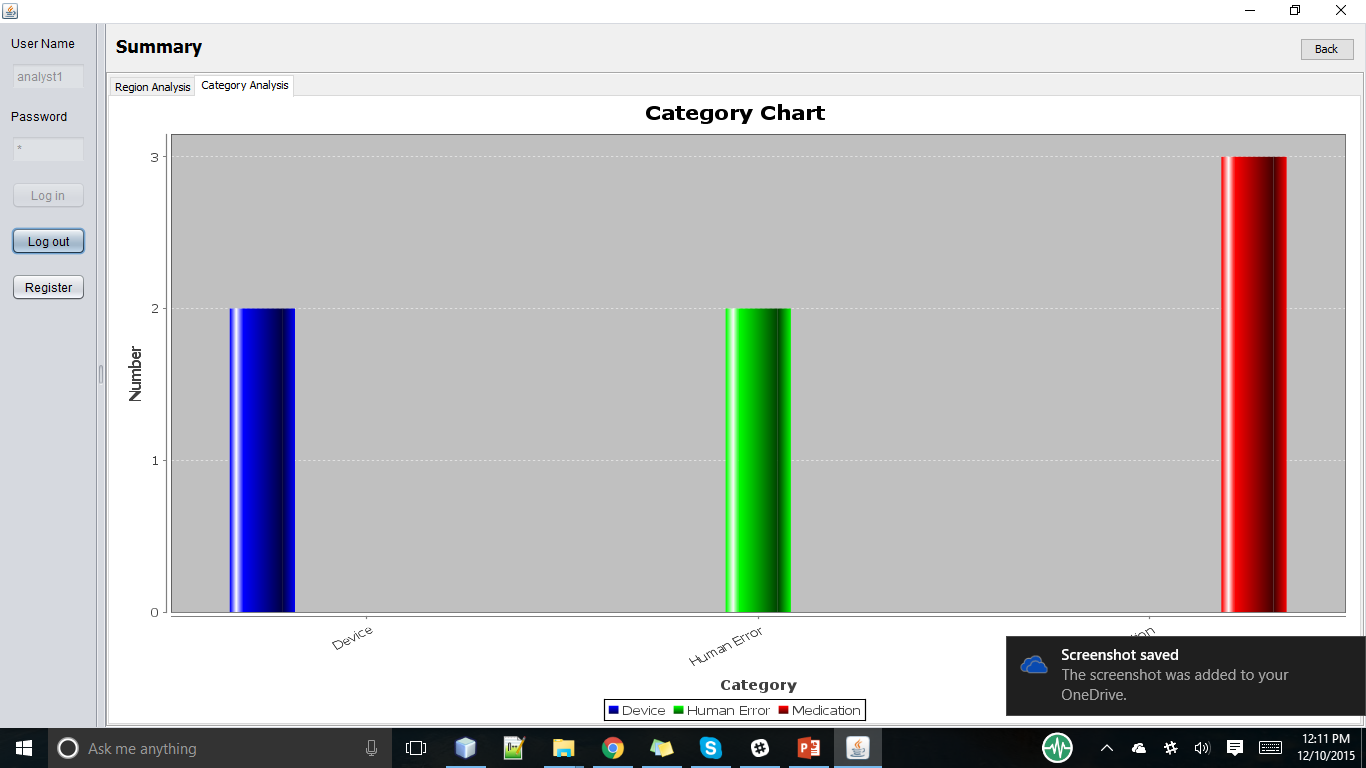 User Name
analyst1
Password
*
Log in
Log out
Register
Summary
Back
Region Analysis
Category Analysis
Category Chart
3
2
1
0
Number
Device
Human Error
Category
Device Human Error Medication
Screenshot saved
The screenshot was added to your
OneDrive.
Ask me anything
12:11 PM
12/10/2015